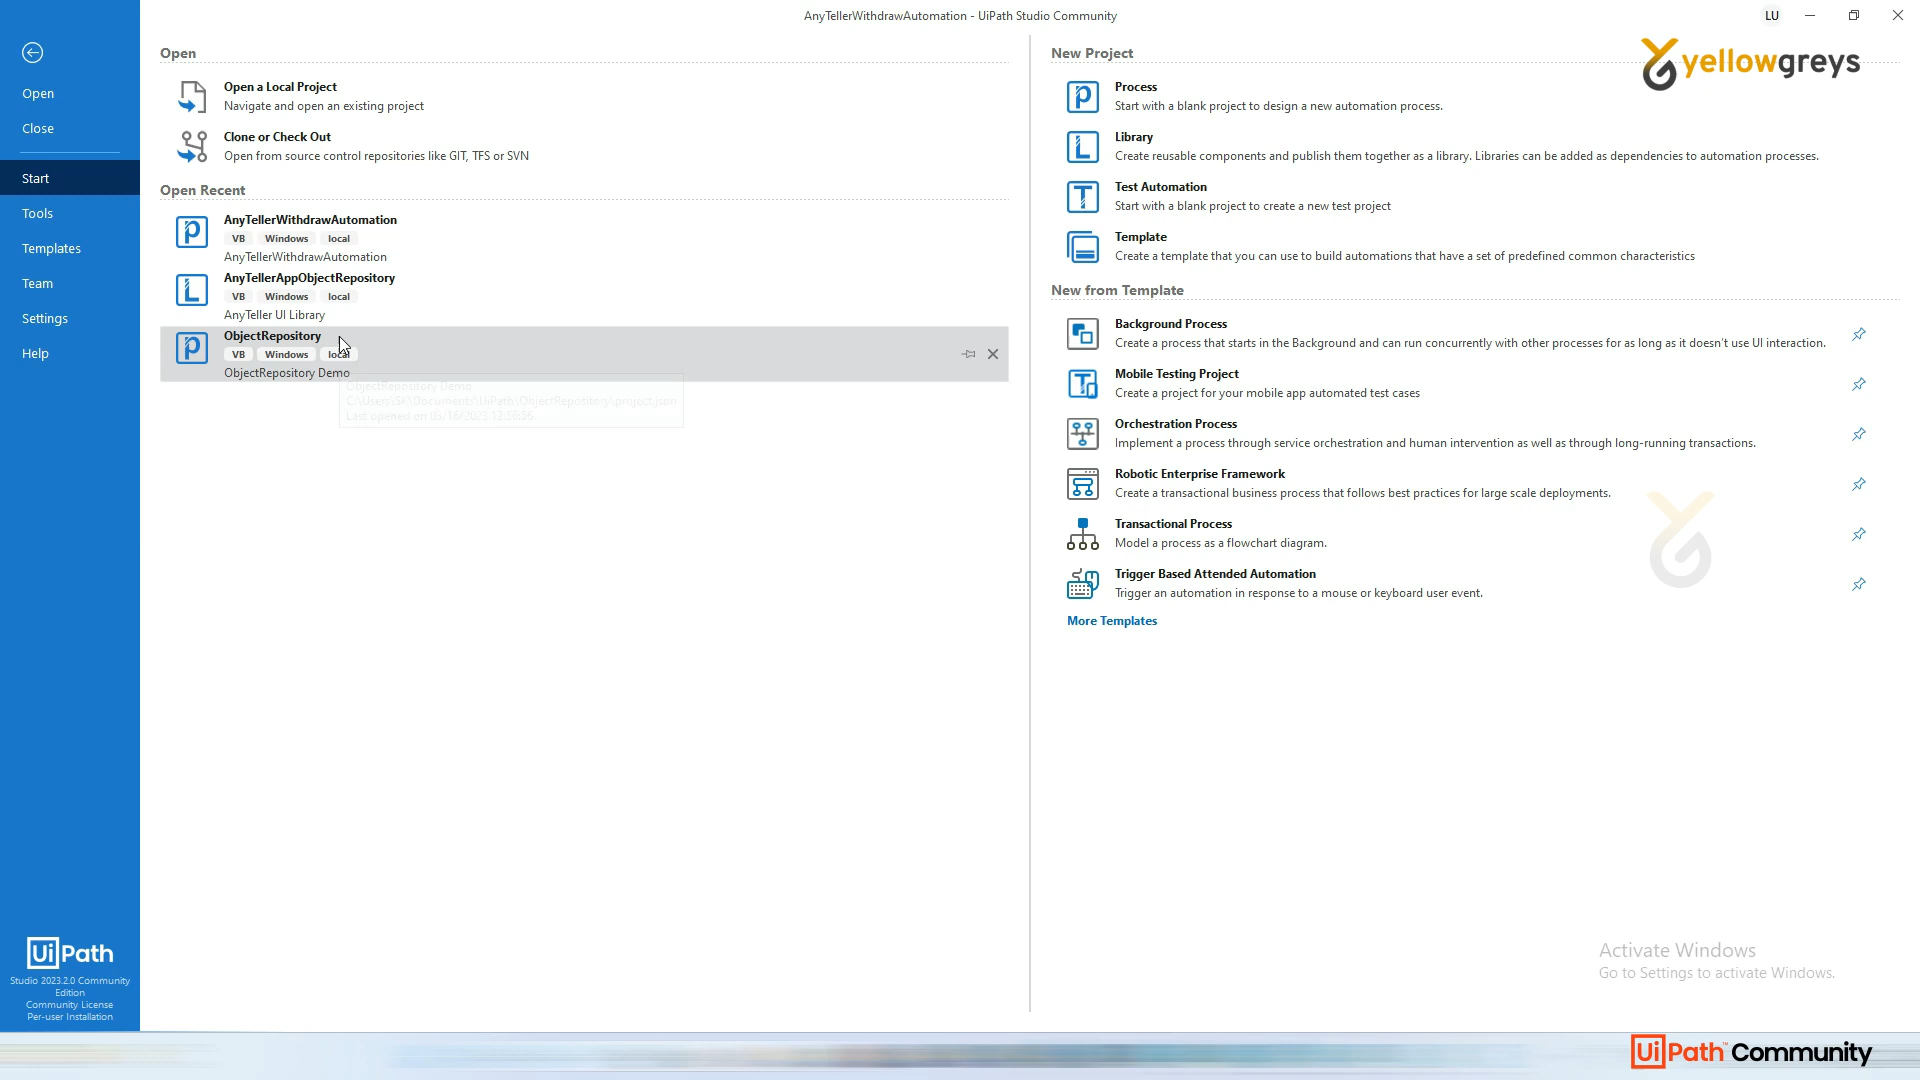 AnyTellerWithdrawAutomation - UiPath Studio Community
LU
yellowgreys
Open
Close
Start
Tools
Templates
Team
Settings
Help
UiPath
Studio 2023.2.0 Community
Edition
Community License
Per-user Installation
Open
Open a Local Project
Navigate and open an existing project
Clone or Check Out
Open from source control repositories like GIT, TFS or SVN
Open Recent
AnyTellerWithdrawAutomation
VB Windows local
AnyTellerWithdrawAutomation
AnyTellerAppObjectRepository
VB Windows local
AnyTeller UI Library
ObjectRepository
VB Windows local
ObjectRepository Demo
ObjectRepository Demo
Last opened on
New Project
Process
Start with a blank project to design a new automation process.
Library
Create reusable components and publish them together as a library. Libraries can be added as dependencies to automation processes.
Test Automation
Start with a blank project to create a new test project
Template
Create a template that you can use to build automations that have a set of predefined common characteristics
New from Template
Background Process
Create a process that starts in the Background and can run concurrently with other processes for as long as it doesn't use UI interaction.
Mobile Testing Project
Create a project for your mobile app automated test cases
Orchestration Process
Implement a process through service orchestration and human intervention as well as through long-running transactions.
Robotic Enterprise Framework
Create a transactional business process that follows best practices for large scale deployments.
Transactional Process
Model a process as a flowchart diagram.
Trigger Based Attended Automation
Trigger an automation in response to a mouse or keyboard user event.
More Templates
Activate Windows
Go to Settings to activate Windows.
UiPath™ Community